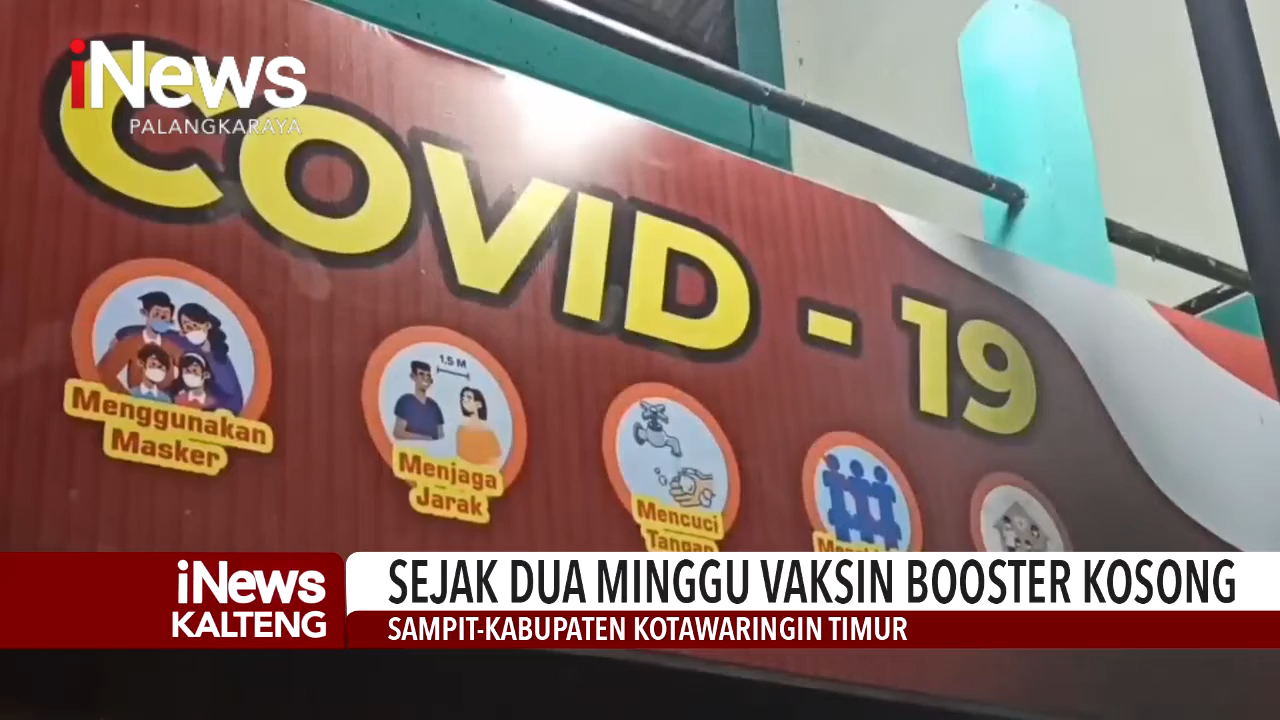 iNews
PALANGKARAYA
COVID - 19
1,5 M
Menggunakan
Masker
Menjaga
Jarak
Mencuci
Tangan
iNews
KALTENG
SEJAK DUA MINGGU VAKSIN BOOSTER KOSONG
SAMPIT-KABUPATEN KOTAWARINGIN TIMUR